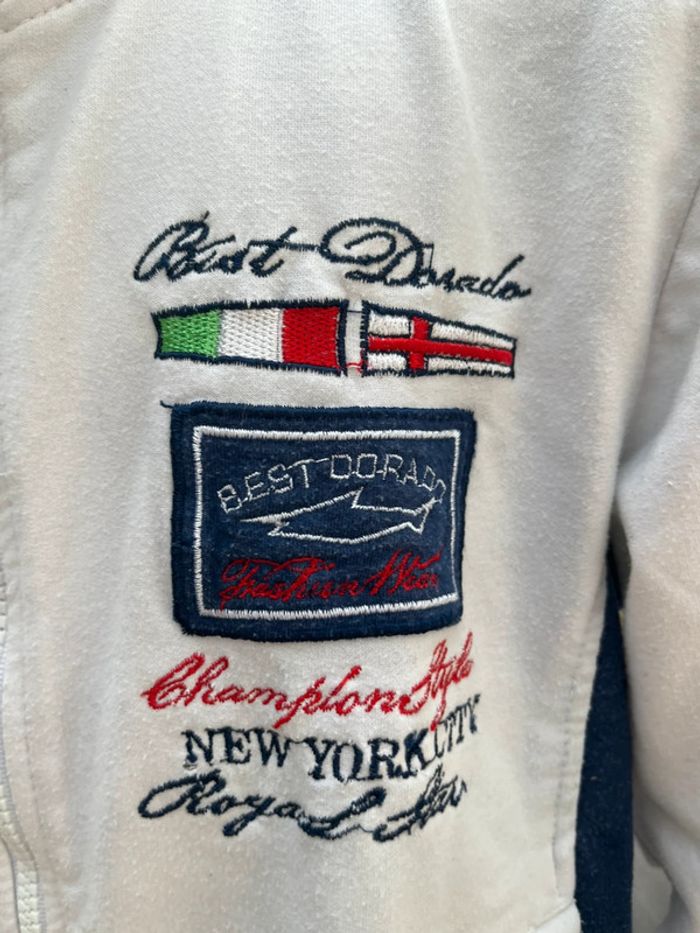 Best Dorado
BEST DORADO
Fashion Wear
Champion Style
NEW YORK CITY
Royal Star